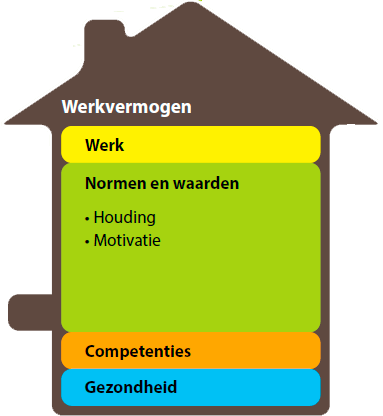 Werkvermogen
Werk
Normen en waarden
• Houding
• Motivatie
Competenties
Gezondheid